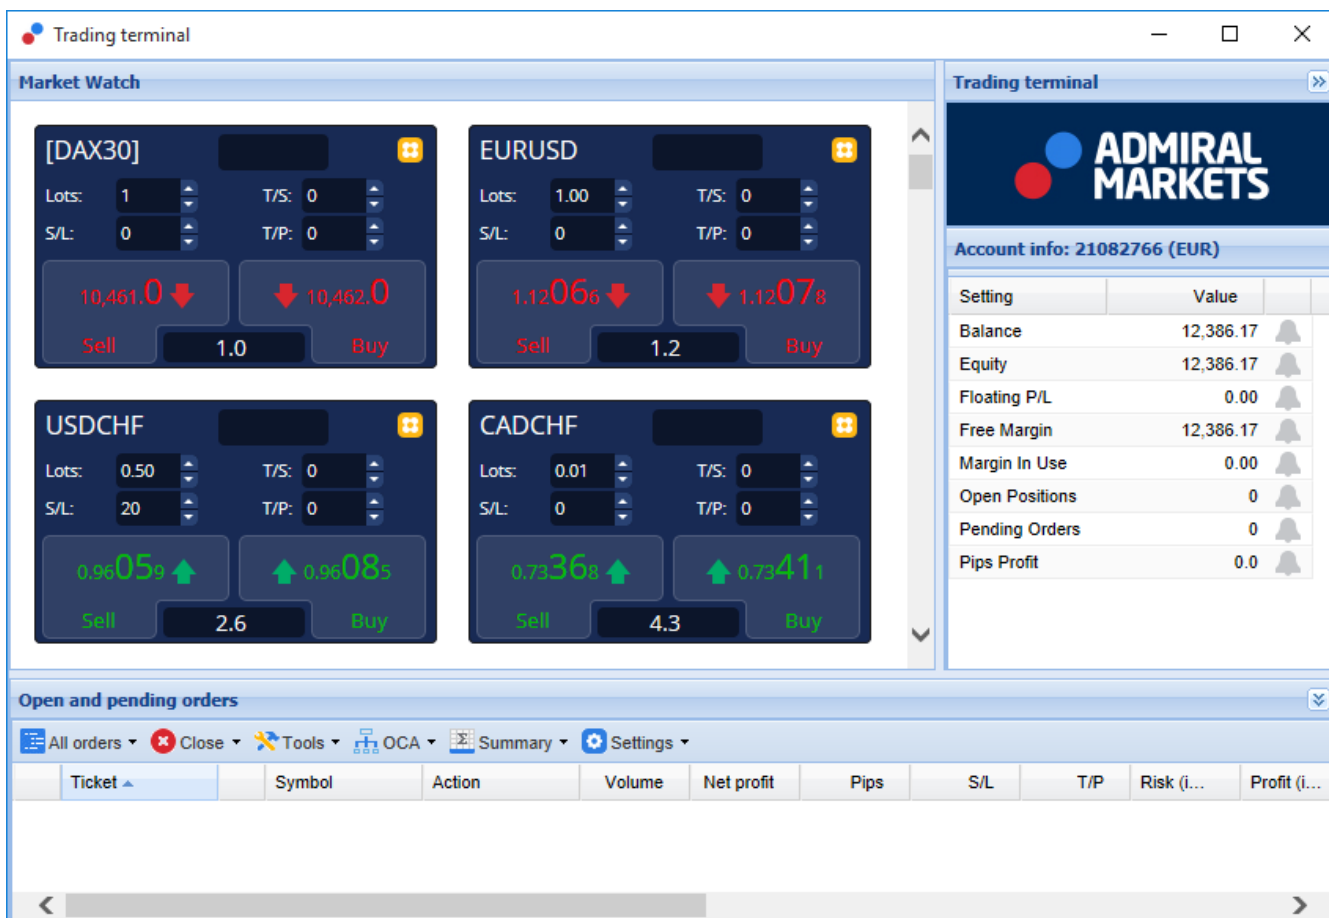 Trading terminal
Market Watch
[DAX30]
Lots: 1 T/S: 0
S/L: 0 T/P: 0
10,461.0 10,462.0
Sell 1.0 Buy
EURUSD
Lots: 1.00 T/S: 0
S/L: 0 T/P: 0
1.12066 1.12078
Sell 1.2 Buy
USDCHF
Lots: 0.50 T/S: 0
S/L: 20 T/P: 0
0.96059 0.96085
Sell 2.6 Buy
CADCHF
Lots: 0.01 T/S: 0
S/L: 0 T/P: 0
0.73368 0.73411
Sell 4.3 Buy
Trading terminal
ADMIRAL
MARKETS
Account info: 21082766 (EUR)
Setting Value
Balance 12,386.17
Equity 12,386.17
Floating P/L 0.00
Free Margin 12,386.17
Margin In Use 0.00
Open Positions 0
Pending Orders 0
Pips Profit 0.0
Open and pending orders
All orders Close Tools OCA Summary Settings
Ticket Symbol Action Volume Net profit Pips S/L T/P Risk (i... Profit (i...